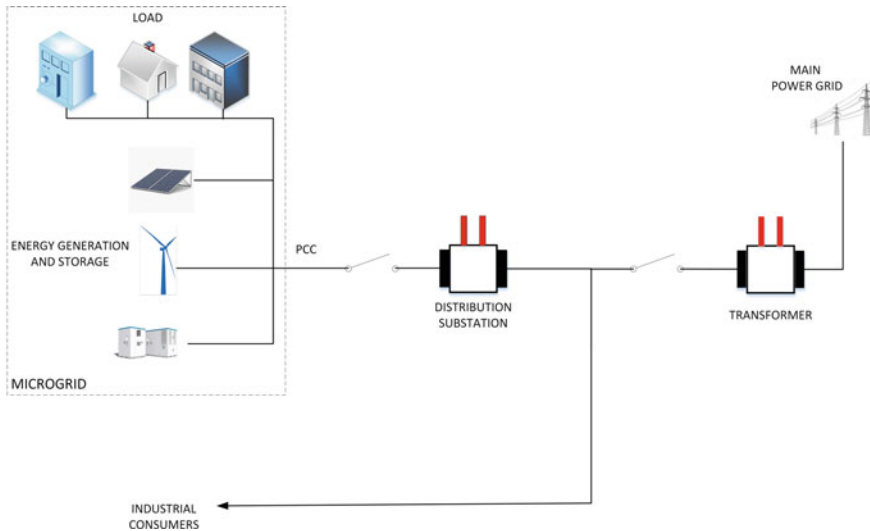 LOAD
MAIN
POWER GRID
ENERGY GENERATION
AND STORAGE
PCC
DISTRIBUTION
SUBSTATION
TRANSFORMER
MICROGRID
INDUSTRIAL
CONSUMERS